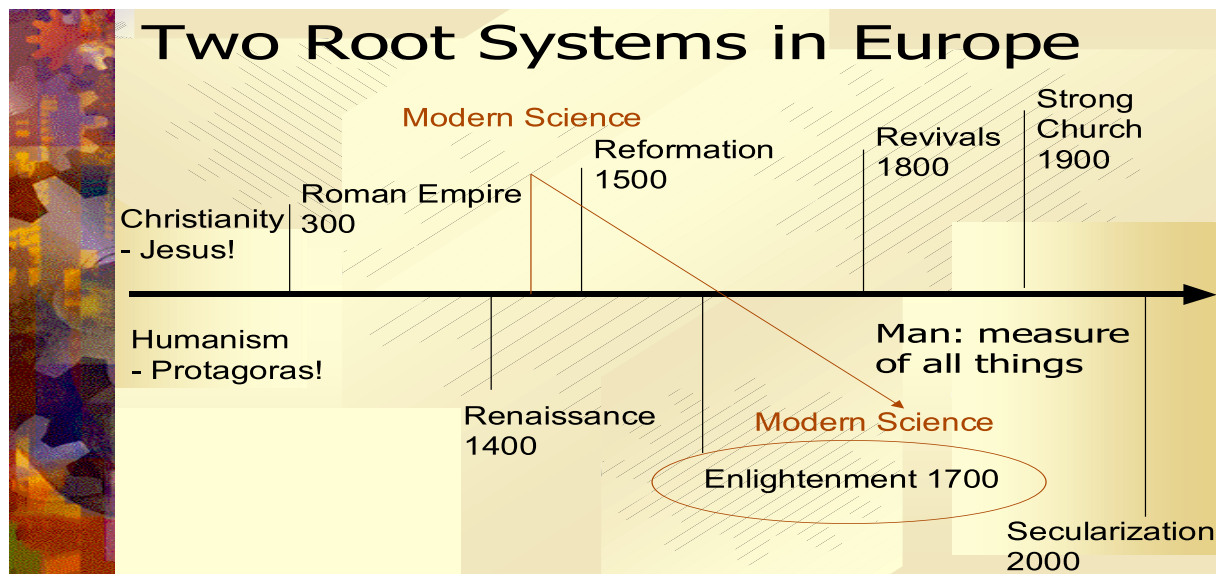 Two Root Systems in Europe
Modern Science
Strong
Church
1900
Revivals
1800
Reformation
1500
Roman Empire
300
Christianity
- Jesus!
Humanism
- Protagoras!
Man: measure
of all things
Renaissance
1400
Modern Science
Enlightenment 1700
Secularization
2000